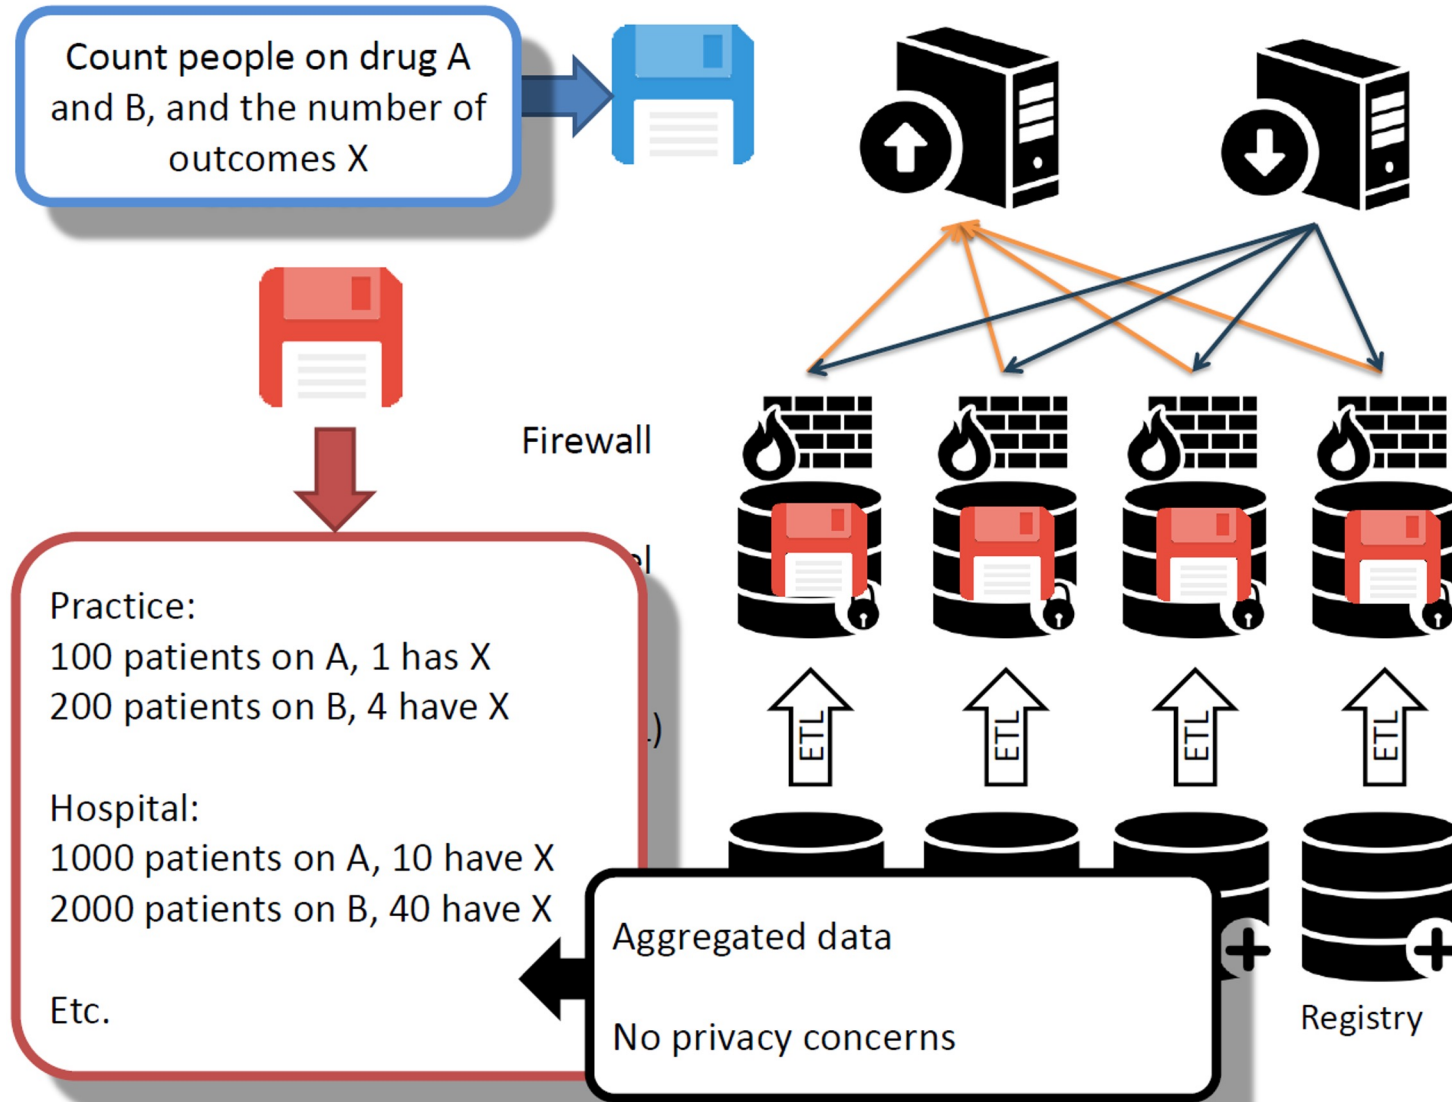 Count people on drug A
and B, and the number of
outcomes X
Firewall
el
Practice:
100 patients on A, 1 has X
200 patients on B, 4 have X
)
Hospital:
1000 patients on A, 10 have X
2000 patients on B, 40 have X
Etc.
ETL
ETL
ETL
ETL
Aggregated data
No privacy concerns
Registry